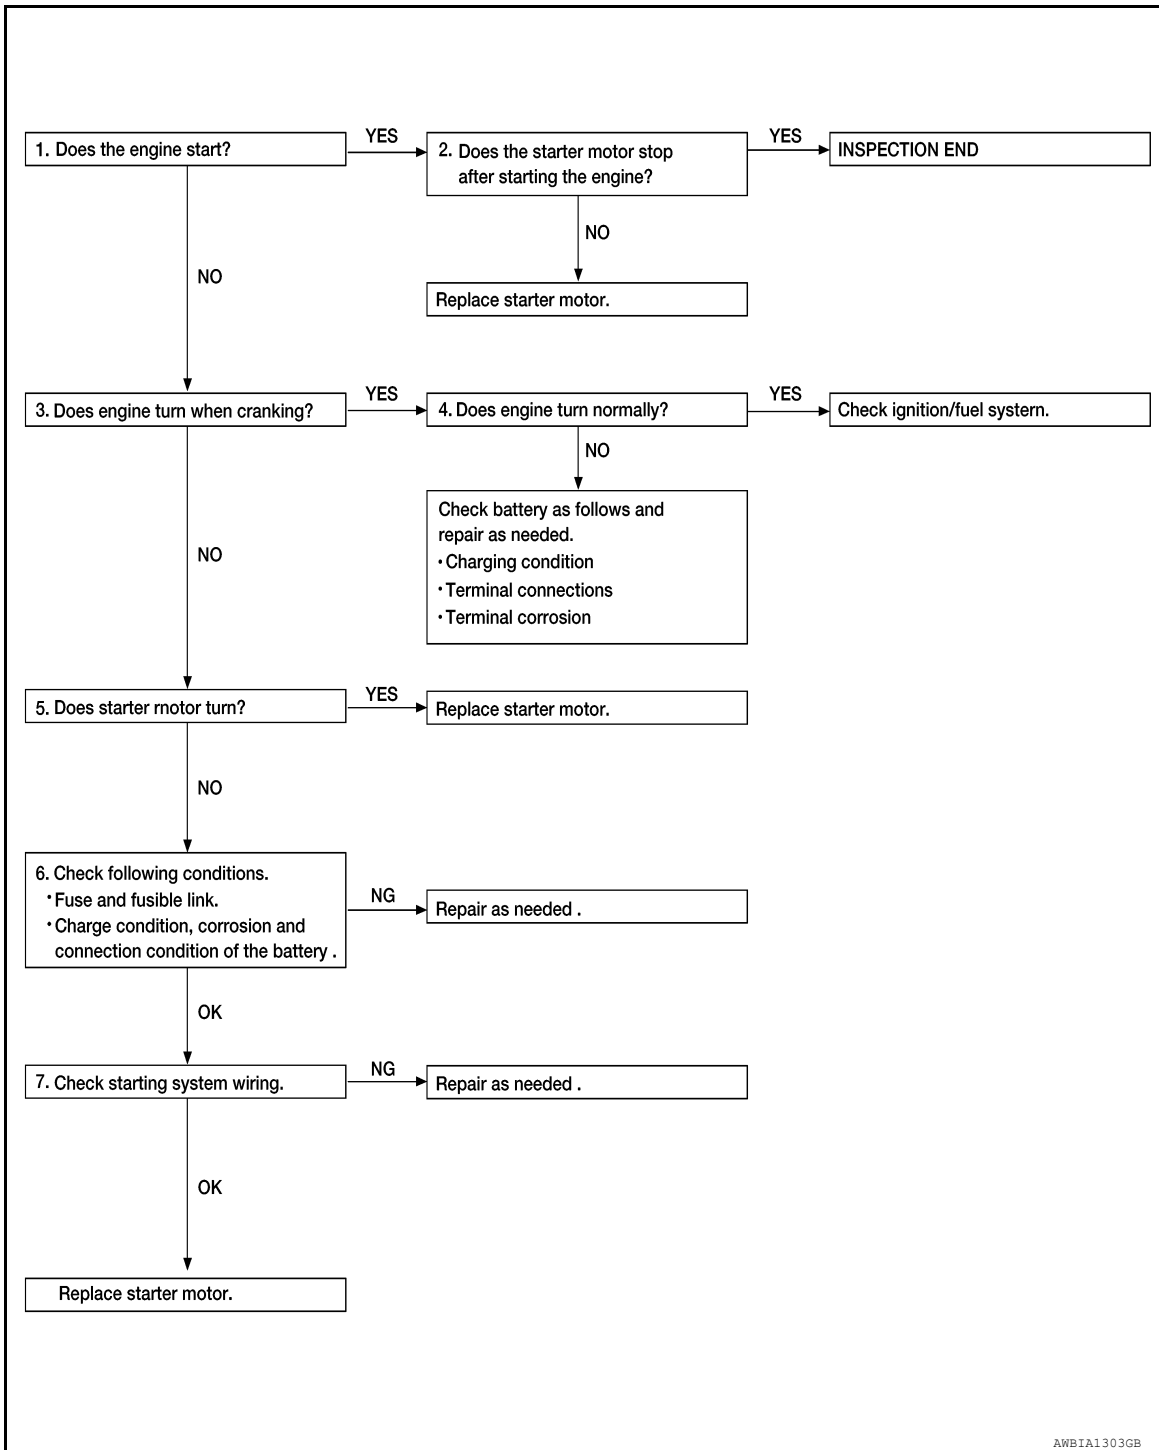 1. Does the engine start?
YES
2. Does the starter motor stop
after starting the engine?
YES
INSPECTION END
NO
Replace starter motor.
NO
3. Does engine turn when cranking?
YES
4. Does engine turn normally?
YES
Check ignition/fuel systern.
NO
Check battery as follows and
repair as needed.
• Charging condition
• Terminal connections
• Terminal corrosion
NO
5. Does starter rnotor turn?
YES
Replace starter motor.
NO
6. Check following conditions.
• Fuse and fusible link.
• Charge condition, corrosion and
connection condition of the battery .
NG
Repair as needed .
OK
7. Check starting system wiring.
NG
Repair as needed .
OK
Replace starter motor.
AWBIA1303GB